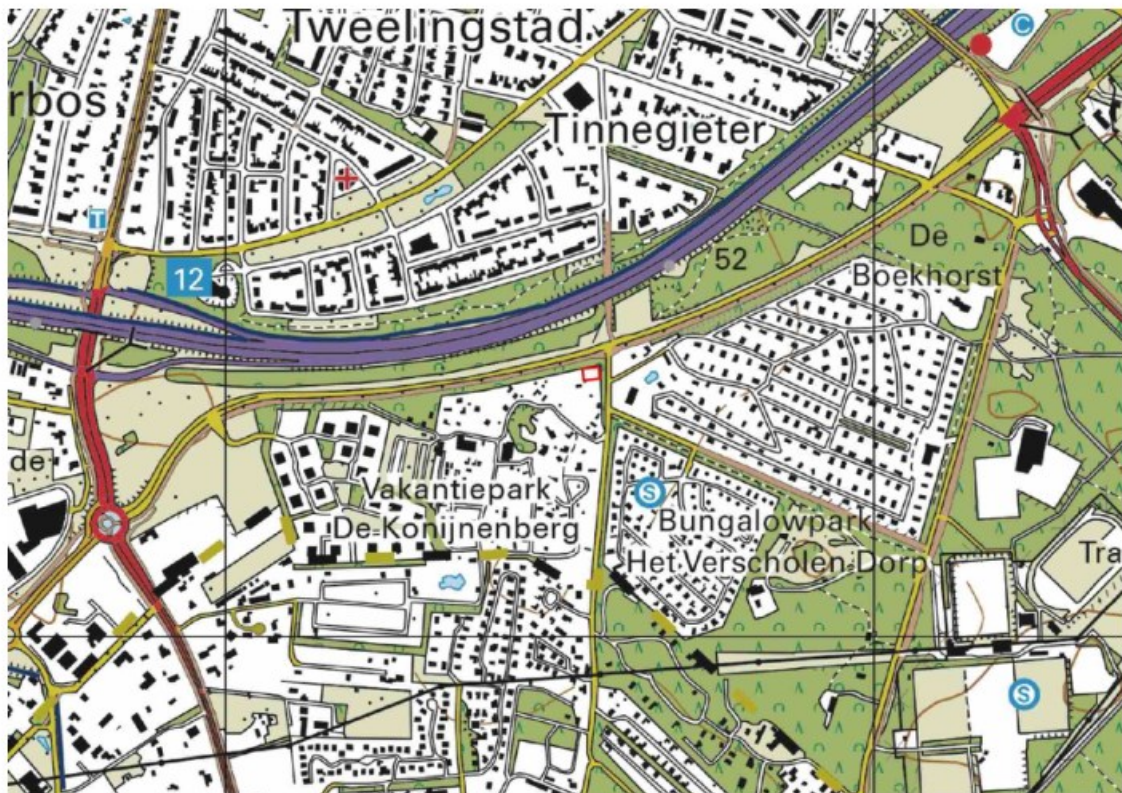 Tweelingstad
C
rbos
Tinnegieter
T
De
52
12
Boekhorst
de
S
Vakantiepark
De Konijnenberg
Bungalowpark
Het Verscholen Dorp
Tra
S